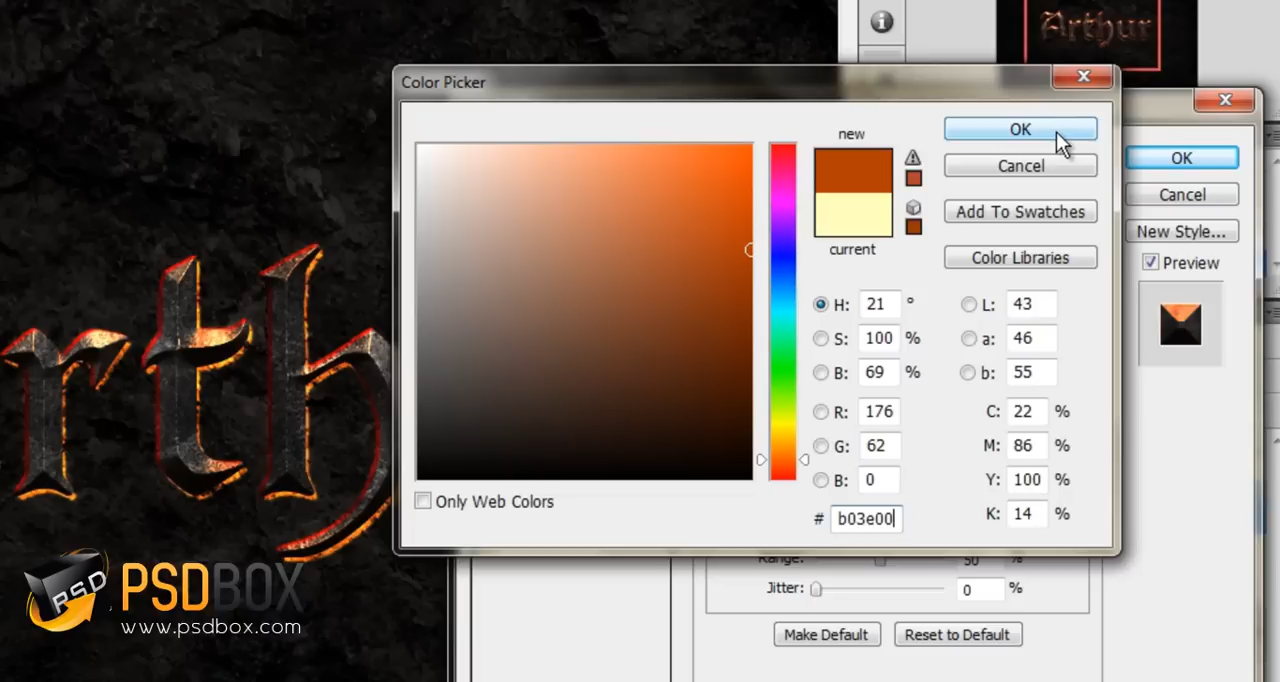 Arthur
Color Picker
new
OK
OK
Cancel
Cancel
Add To Swatches
New Style...
current
Color Libraries
Preview
H: 21 °
L: 43
S: 100 %
a: 46
B: 69 %
b: 55
R: 176
C: 22 %
G: 62
M: 86 %
B: 0
Y: 100 %
# b03e00
K: 14 %
Only Web Colors
rth
Range: 50 %
Jitter: 0 %
Make Default
Reset to Default
PSD
PSDBOX
www.psdbox.com